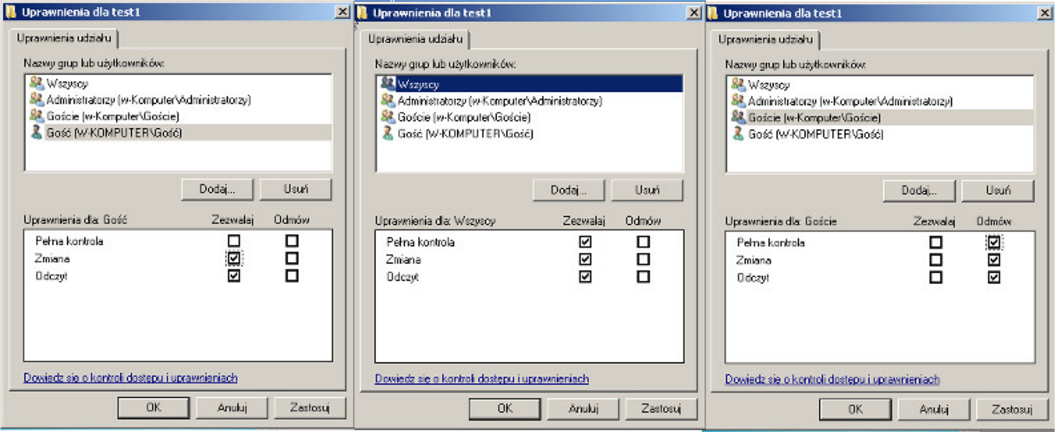 Uprawnienia dla test1
Uprawnienia udziału
Nazwy grup lub użytkowników:
Wszyscy
Administratorzy (w-Komputer\Administratorzy)
Goście (w-Komputer\Goście)
Gość (W-KOMPUTER\Gość)
Dodaj... Usuń
Uprawnienia dla: Gość Zezwalaj Odmów
Pełna kontrola
Zmiana
Odczyt
Dowiedz się o kontroli dostępu i uprawnieniach
OK Anuluj Zastosuj
Uprawnienia dla test1
Uprawnienia udziału
Nazwy grup lub użytkowników:
Wszyscy
Administratorzy (w-Komputer\Administratorzy)
Goście (w-Komputer\Goście)
Gość (W-KOMPUTER\Gość)
Dodaj... Usuń
Uprawnienia dla: Wszyscy Zezwalaj Odmów
Pełna kontrola
Zmiana
Odczyt
Dowiedz się o kontroli dostępu i uprawnieniach
OK Anuluj Zastosuj
Uprawnienia dla test1
Uprawnienia udziału
Nazwy grup lub użytkowników:
Wszyscy
Administratorzy (w-Komputer\Administratorzy)
Goście (w-Komputer\Goście)
Gość (W-KOMPUTER\Gość)
Dodaj... Usuń
Uprawnienia dla: Goście Zezwalaj Odmów
Pełna kontrola
Zmiana
Odczyt
Dowiedz się o kontroli dostępu i uprawnieniach
OK Anuluj Zastosuj